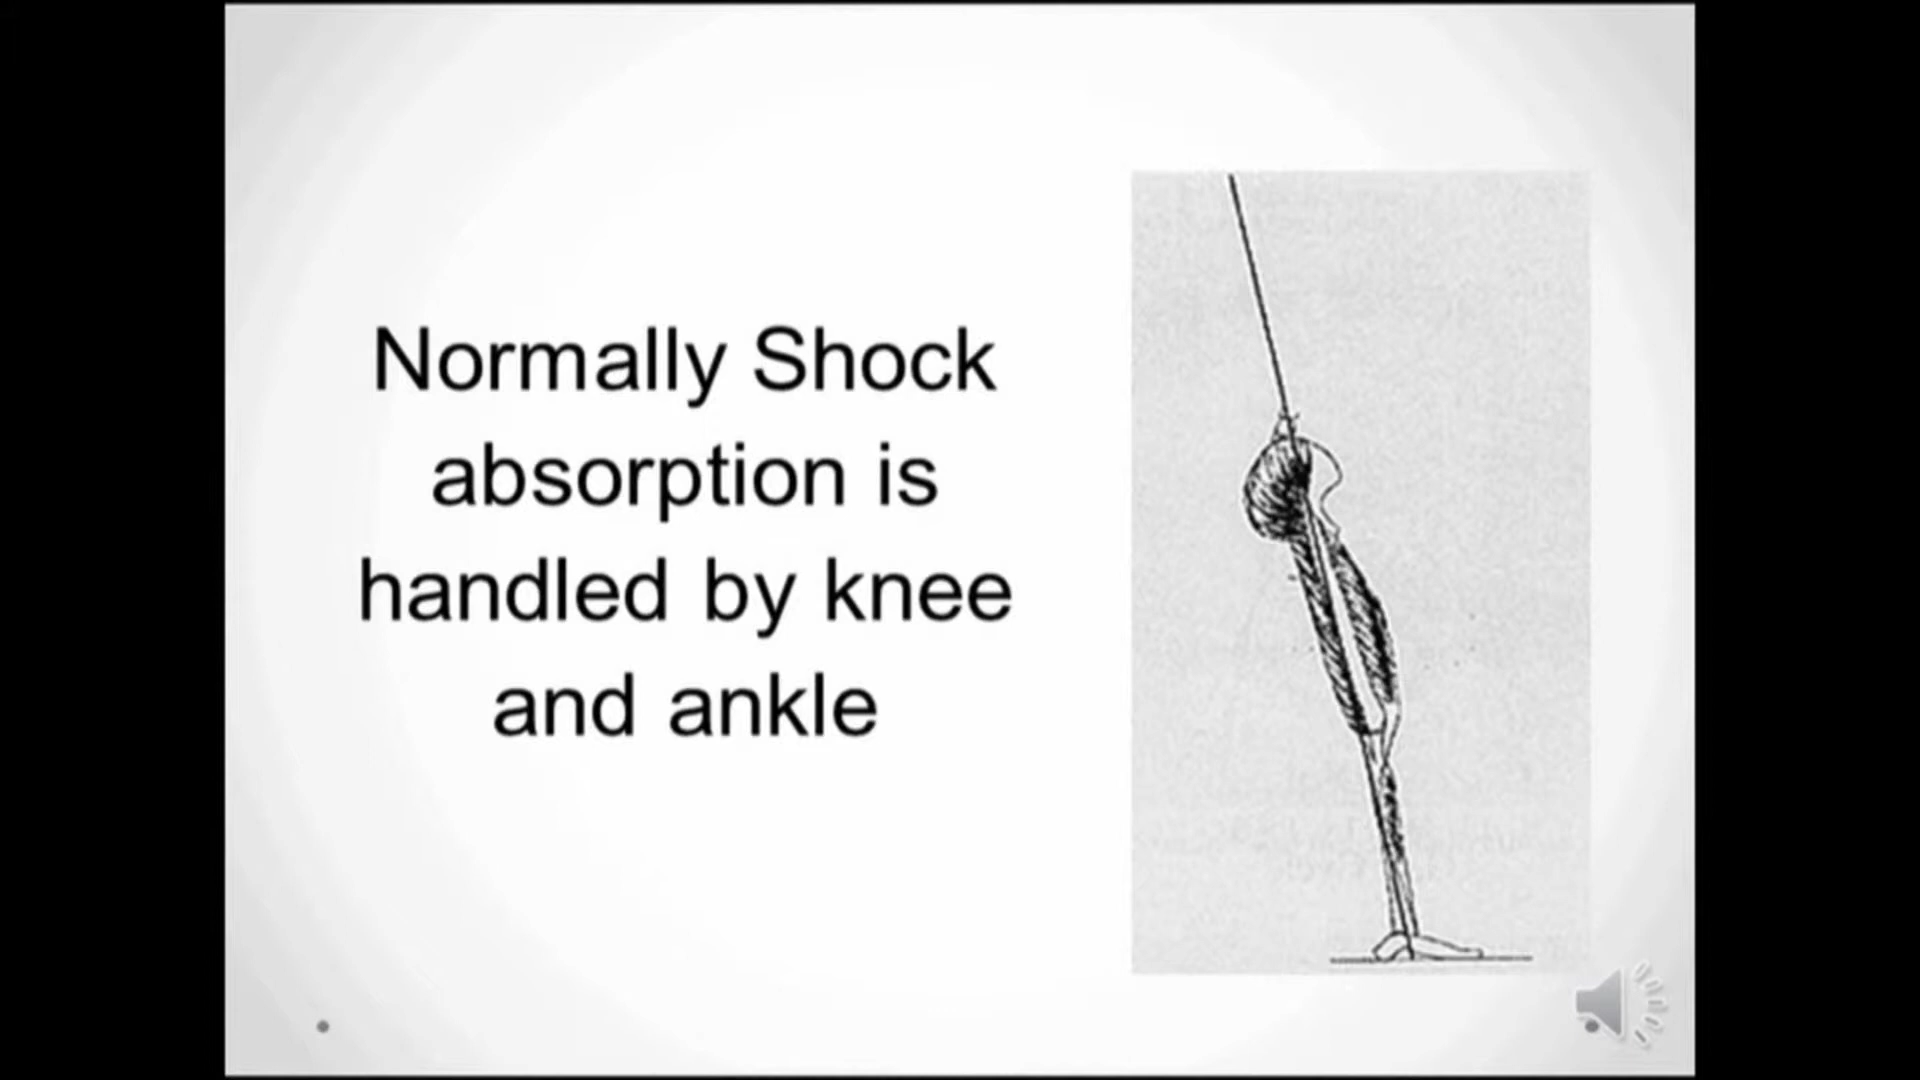 Normally Shock
absorption is
handled by knee
and ankle